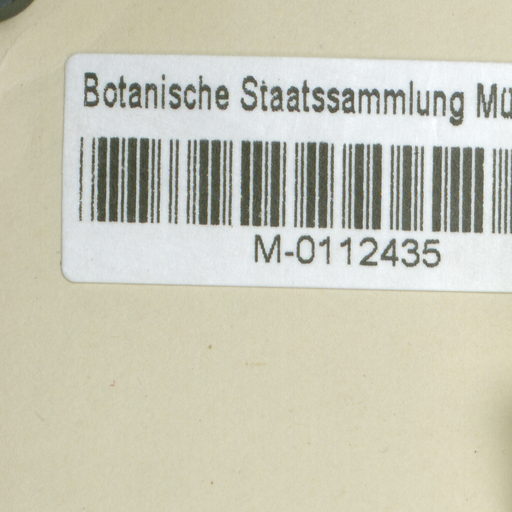 Botanische Staatssammlung Mü
M-0112435